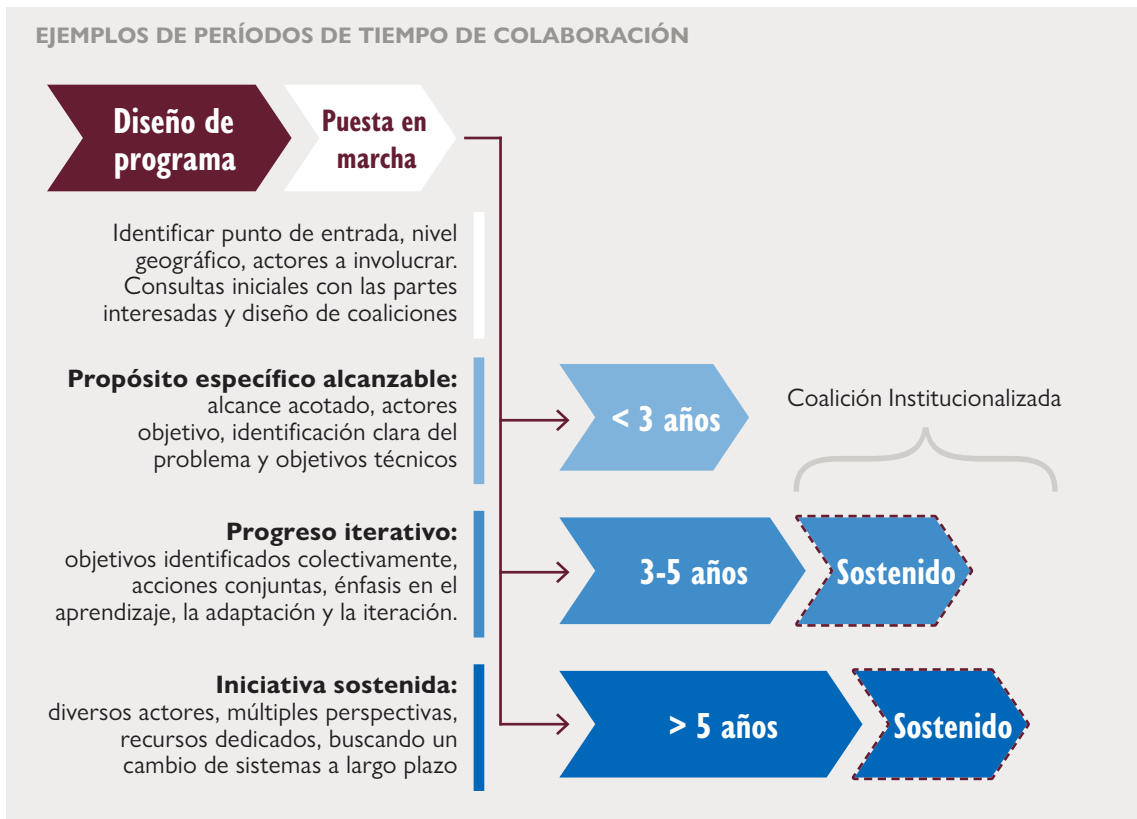 EJEMPLOS DE PERÍODOS DE TIEMPO DE COLABORACIÓN
Diseño de
programa
Puesta en
marcha
Identificar punto de entrada, nivel
geográfico, actores a involucrar.
Consultas iniciales con las partes
interesadas y diseño de coaliciones
Propósito específico alcanzable:
alcance acotado, actores
objetivo, identificación clara del
problema y objetivos técnicos
< 3 años
Coalición Institucionalizada
Progreso iterativo:
objetivos identificados colectivamente,
acciones conjuntas, énfasis en el
aprendizaje, la adaptación y la iteración.
3-5 años
Sostenido
Iniciativa sostenida:
diversos actores, múltiples perspectivas,
recursos dedicados, buscando un
cambio de sistemas a largo plazo
> 5 años
Sostenido